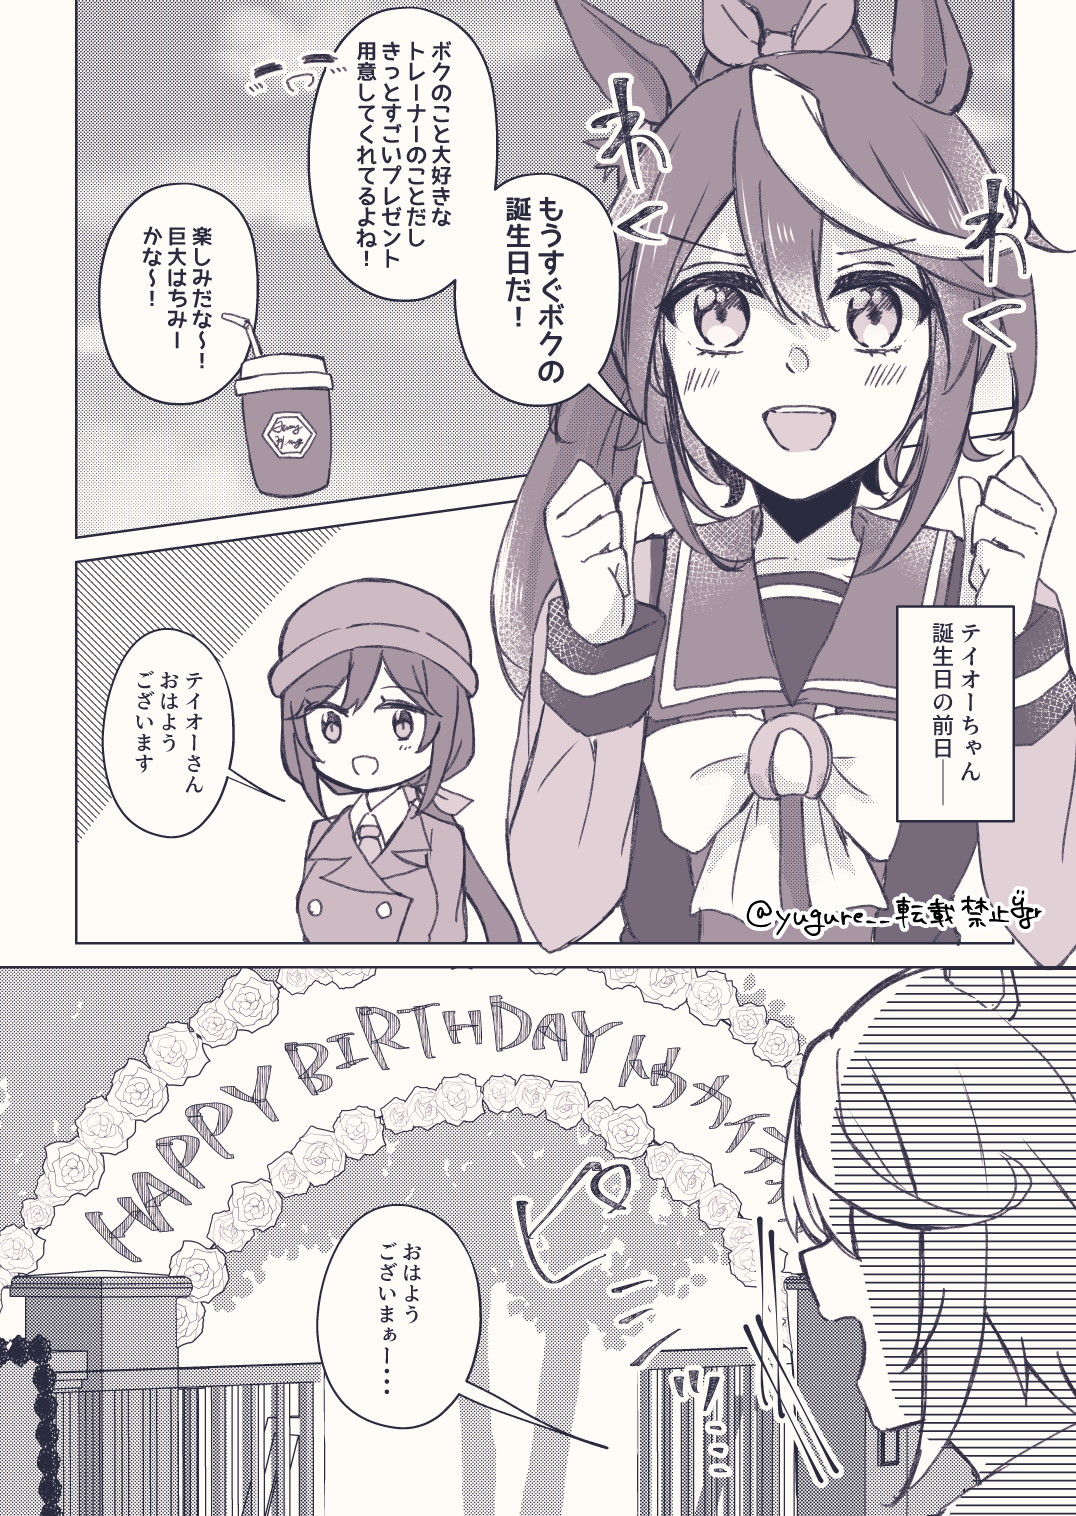 もうすぐボクの
誕生日だ！
わく
わく
ボクのこと大好きな
トレーナーのことだし
きっとすごいプレゼント
用意してくれてるよね！
楽しみだな〜！
巨大はちみー
かな〜！
テイオーちゃん
誕生日の前日――
テイオーさん
おはよう
ございます
@yugure__転載禁止
HAPPY BIRTHDAY
ピ
シ
ッ…
おはよう
ございまぁー…